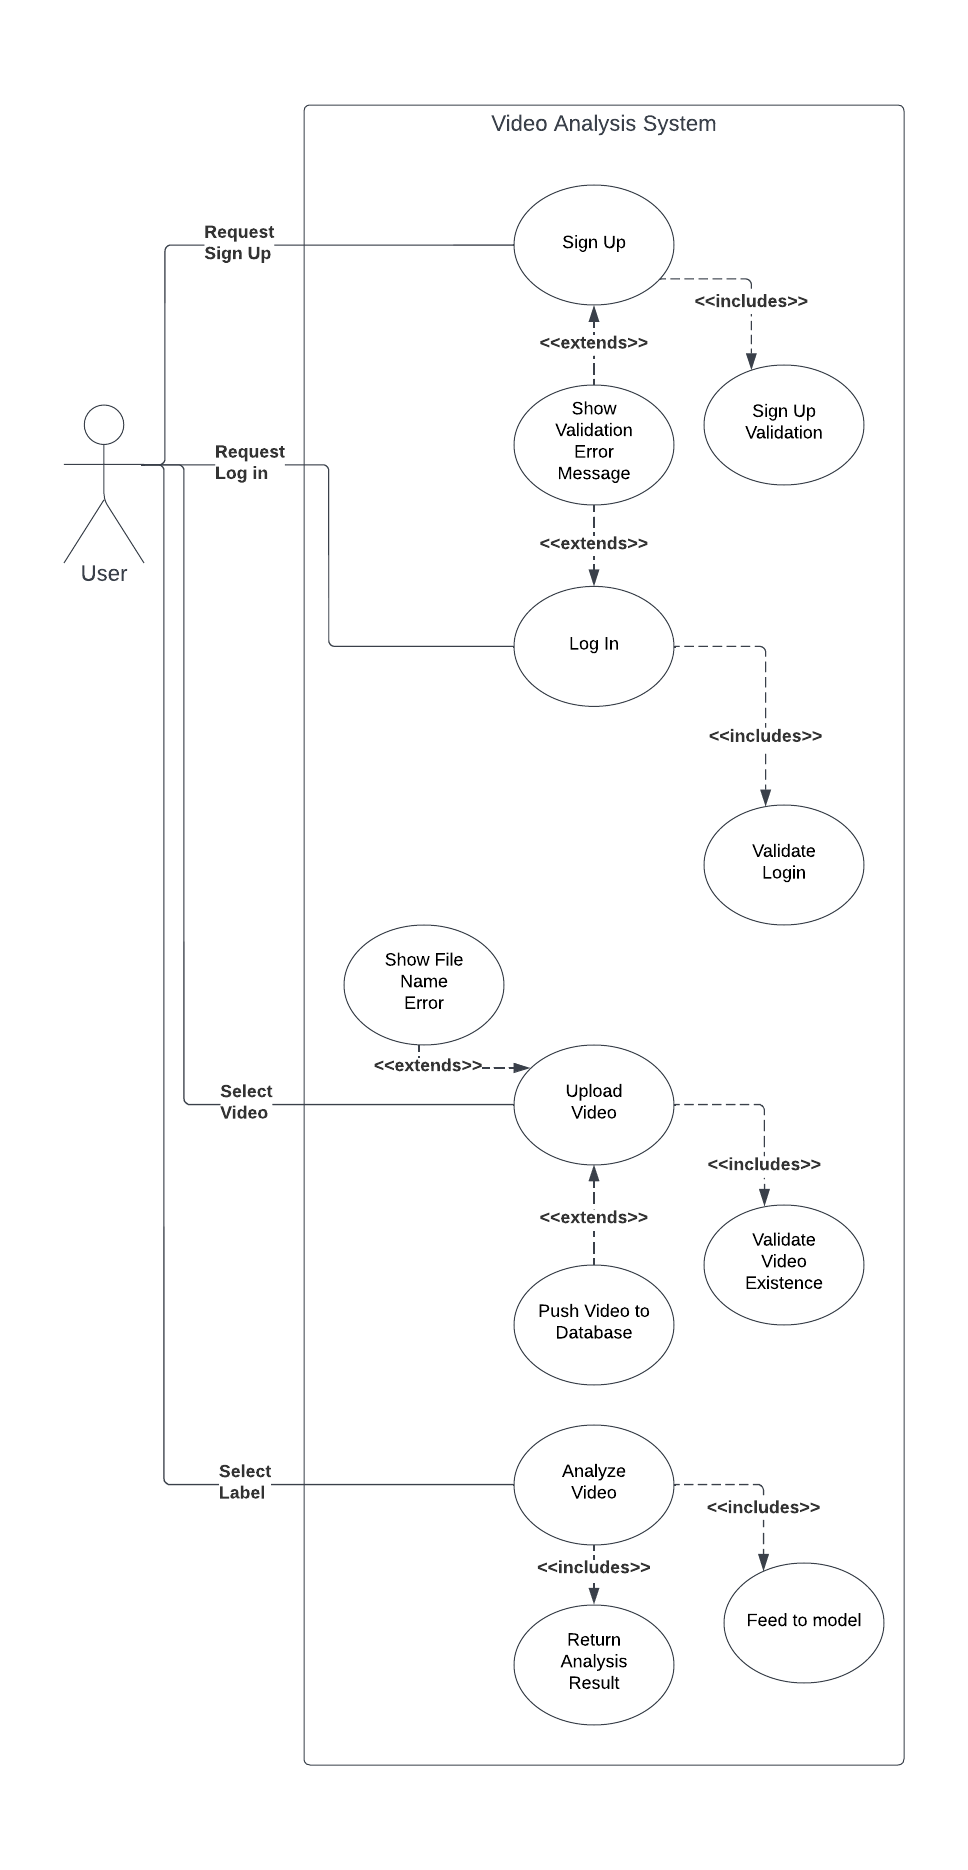 Video Analysis System
Request
Sign Up
Sign Up
<<includes>>
<<extends>>
Show
Validation
Error
Message
Sign Up
Validation
Request
Log in
User
<<extends>>
Log In
<<includes>>
Validate
Login
Show File
Name
Error
<<extends>>
Select
Video
Upload
Video
<<includes>>
<<extends>>
Validate
Video
Existence
Push Video to
Database
Select
Label
Analyze
Video
<<includes>>
<<includes>>
Feed to model
Return
Analysis
Result